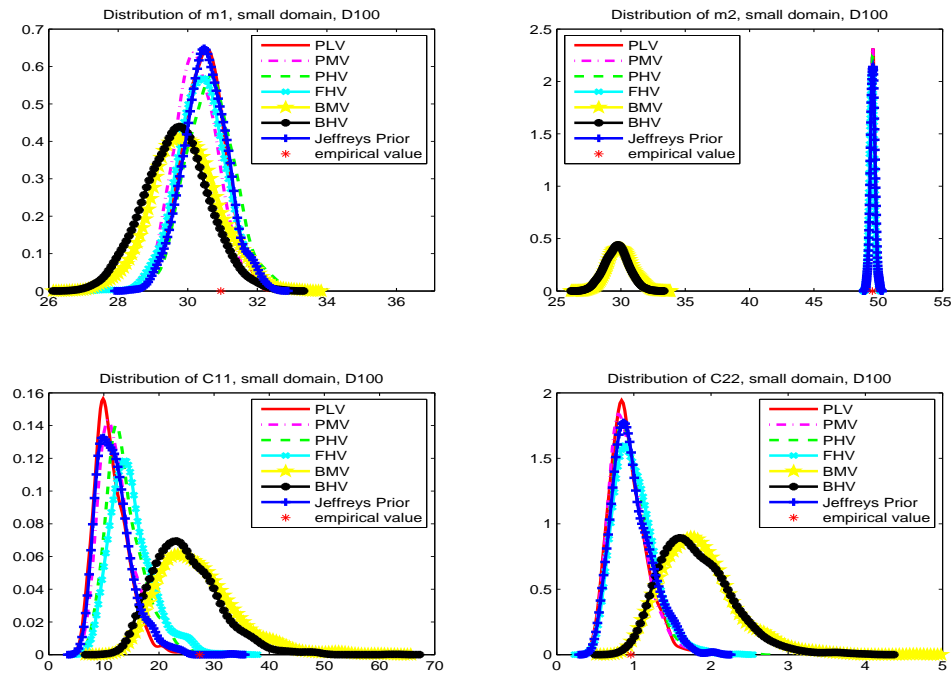 Distribution of m1, small domain, D100
0.7
0.6
0.5
0.4
0.3
0.2
0.1
0
26 28 30 32 34 36
PLV
PMV
PHV
FHV
BMV
BHV
Jeffreys Prior
empirical value
Distribution of m2, small domain, D100
2.5
2
1.5
1
0.5
0
25 30 35 40 45 50 55
PLV
PMV
PHV
FHV
BMV
BHV
Jeffreys Prior
empirical value
Distribution of C11, small domain, D100
0.16
0.14
0.12
0.1
0.08
0.06
0.04
0.02
0
0 10 20 30 40 50 60 70
PLV
PMV
PHV
FHV
BMV
BHV
Jeffreys Prior
empirical value
Distribution of C22, small domain, D100
2
1.5
1
0.5
0
0 1 2 3 4 5
PLV
PMV
PHV
FHV
BMV
BHV
Jeffreys Prior
empirical value